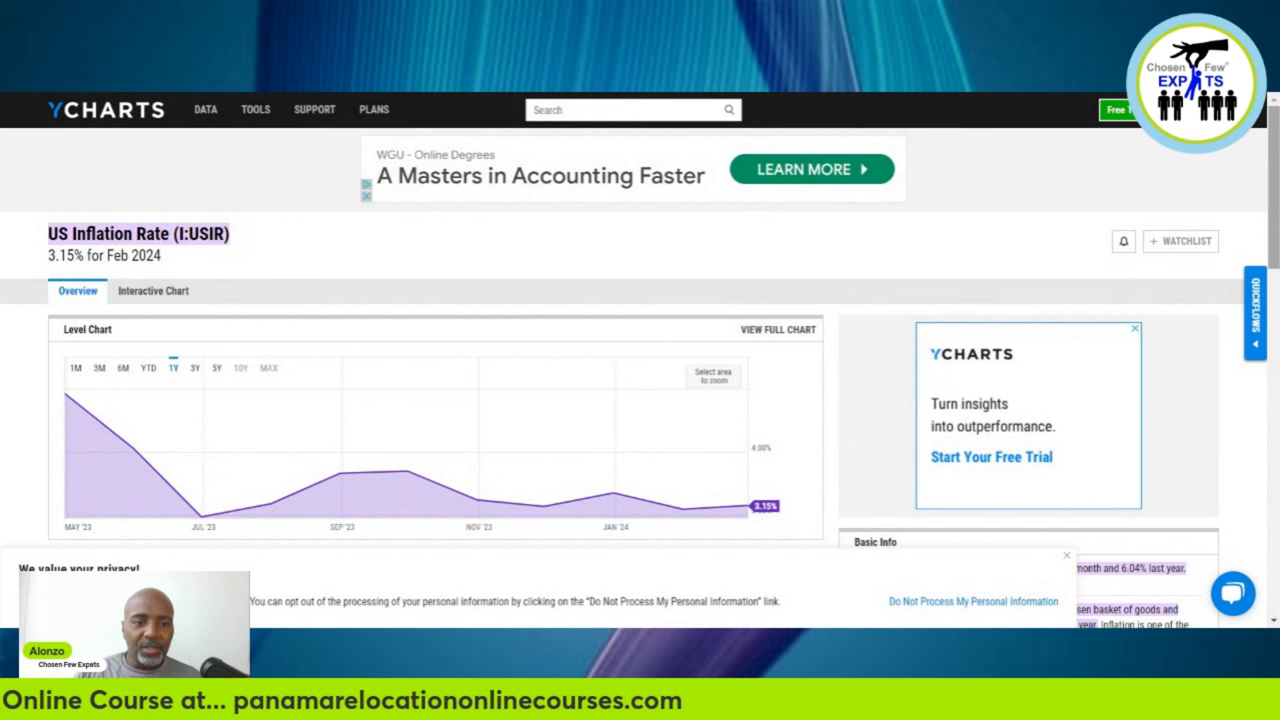 Chosen Few®
EXPATS
YCHARTS DATA TOOLS SUPPORT PLANS Search Free
WGU - Online Degrees
A Masters in Accounting Faster
LEARN MORE
US Inflation Rate (I:USIR)
3.15% for Feb 2024
+ WATCHLIST
Overview Interactive Chart
QUICKFLOWS
Level Chart VIEW FULL CHART
1M 3M 6M YTD 1Y 3Y 5Y 10Y MAX
Select area
to zoom
4.00%
3.15%
MAY '23 JUL '23 SEP '23 NOV '23 JAN '24
YCHARTS
Turn insights
into outperformance.
Start Your Free Trial
Basic Info
month and 6.04% last year.
sen basket of goods and
year. Inflation is one of the
We value your privacy!
You can opt out of the processing of your personal information by clicking on the “Do Not Process My Personal Information” link.
Do Not Process My Personal Information
Alonzo
Chosen Few Expats
Online Course at... panamarelocationonlinecourses.com